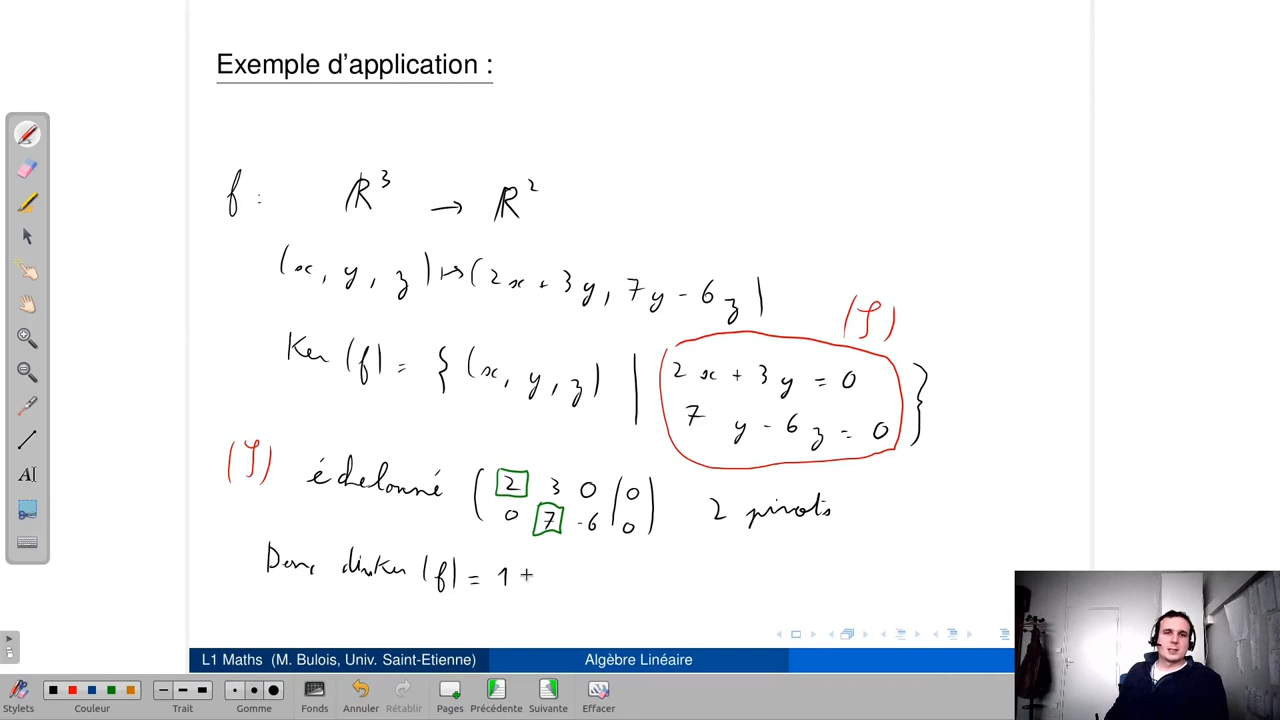 Exemple d'application :
f : ℝ³ → ℝ²
(x, y, z) ↦ (2x + 3y, 7y - 6z)
(S)
Ker (f) = { (x, y, z) | 2x + 3y = 0
7y - 6z = 0 }
(S) échelonné ( 2 3 0 | 0 ) 2 pivots
0 7 -6 | 0
Donc dim ker (f) = 1 +
L1 Maths (M. Bulois, Univ. Saint-Etienne) Algèbre Linéaire
Stylets Couleur Trait Gomme Fonds Annuler Rétablir Pages Précédente Suivante Effacer